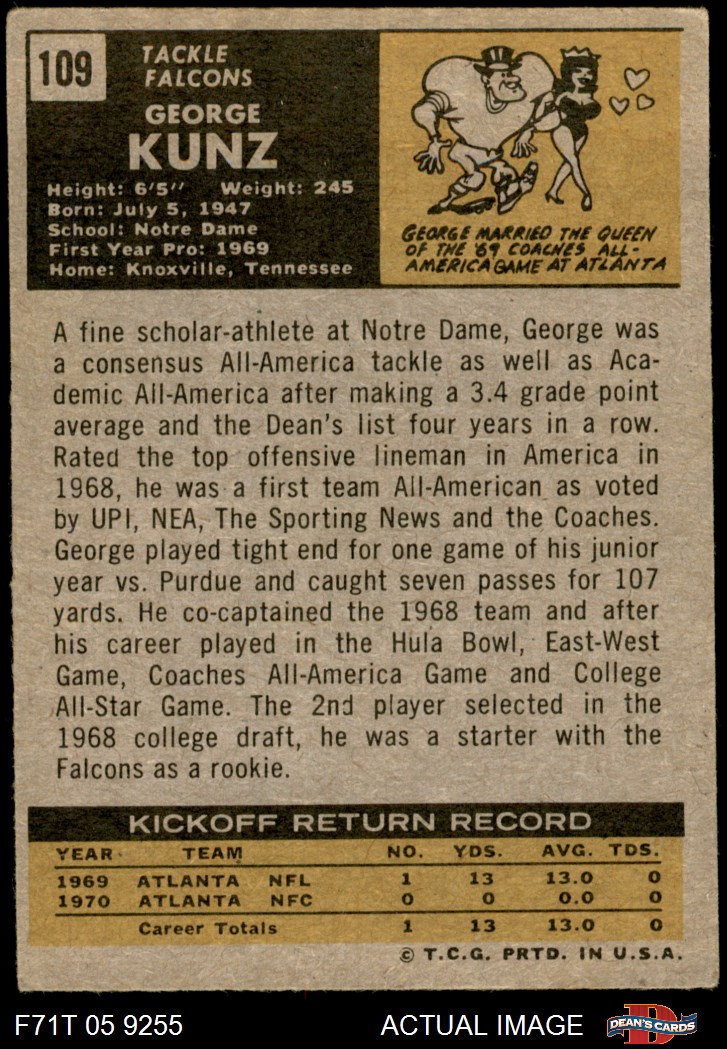 109
TACKLE
FALCONS
GEORGE
KUNZ
Height: 6'5" Weight: 245
Born: July 5, 1947
School: Notre Dame
First Year Pro: 1969
Home: Knoxville, Tennessee
GEORGE MARRIED THE QUEEN
OF THE '69 COACHES ALL-
AMERICA GAME AT ATLANTA
A fine scholar-athlete at Notre Dame, George was
a consensus All-America tackle as well as Aca-
demic All-America after making a 3.4 grade point
average and the Dean's list four years in a row.
Rated the top offensive lineman in America in
1968, he was a first team All-American as voted
by UPI, NEA, The Sporting News and the Coaches.
George played tight end for one game of his junior
year vs. Purdue and caught seven passes for 107
yards. He co-captained the 1968 team and after
his career played in the Hula Bowl, East-West
Game, Coaches All-America Game and College
All-Star Game. The 2nd player selected in the
1968 college draft, he was a starter with the
Falcons as a rookie.
KICKOFF RETURN RECORD
YEAR TEAM NO. YDS. AVG. TDS.
1969 ATLANTA NFL 1 13 13.0 0
1970 ATLANTA NFC 0 0 0.0 0
Career Totals 1 13 13.0 0
© T.C.G. PRTD. IN U.S.A.
F71T 05 9255 ACTUAL IMAGE DEAN'S CARDS